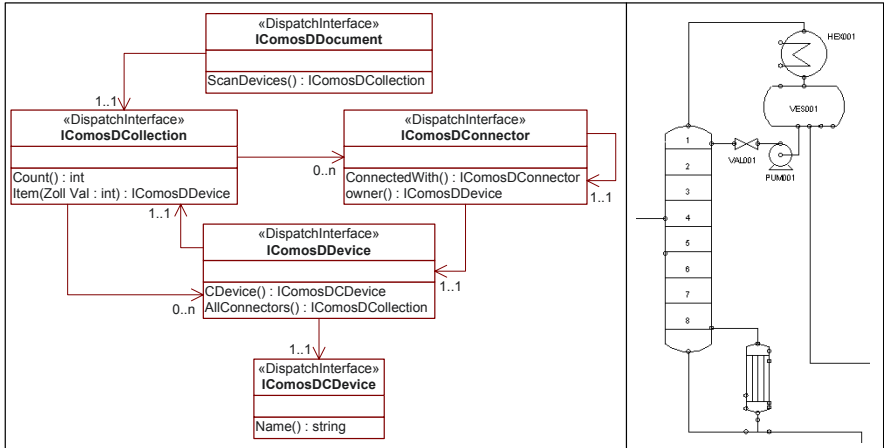 «DispatchInterface»
IComosDDocument
ScanDevices() : IComosDCollection
1..1
«DispatchInterface»
IComosDCollection
Count() : int
Item(Zoll Val : int) : IComosDDevice
1..1
0..n
«DispatchInterface»
IComosDConnector
ConnectedWith() : IComosDConnector
owner() : IComosDDevice
1..1
«DispatchInterface»
IComosDDevice
CDevice() : IComosDCDevice
AllConnectors() : IComosDCollection
1..1
0..n
1..1
«DispatchInterface»
IComosDCDevice
Name() : string
HEX001
VES001
1
VAL001
PUM001
2
3
4
5
6
7
8